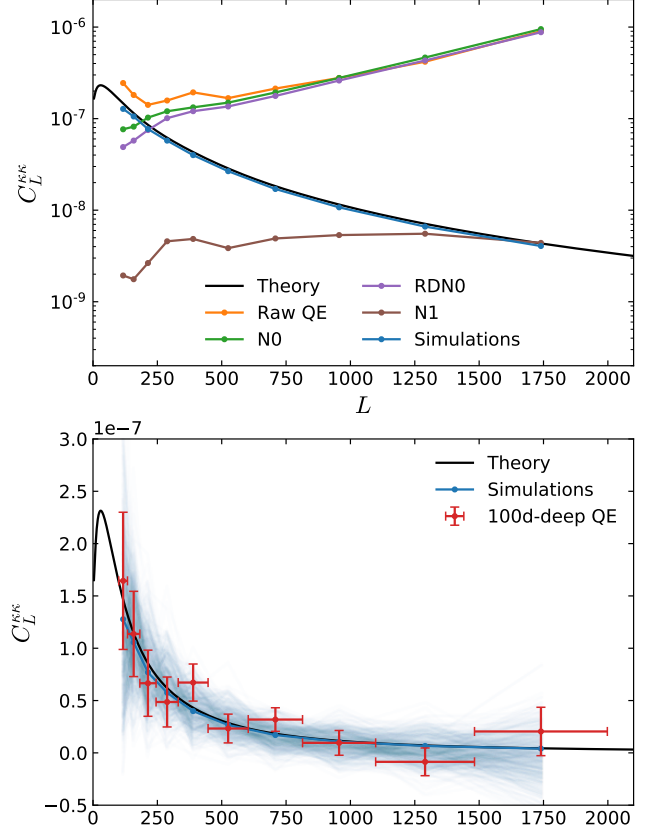 10⁻⁶
10⁻⁷
10⁻⁸
10⁻⁹
C_L^{κκ}
Theory
Raw QE
N0
RDN0
N1
Simulations
0 250 500 750 1000 1250 1500 1750 2000
L
1e−7
3.0
2.5
2.0
1.5
1.0
0.5
0.0
−0.5
C_L^{κκ}
Theory
Simulations
100d-deep QE
0 250 500 750 1000 1250 1500 1750 2000